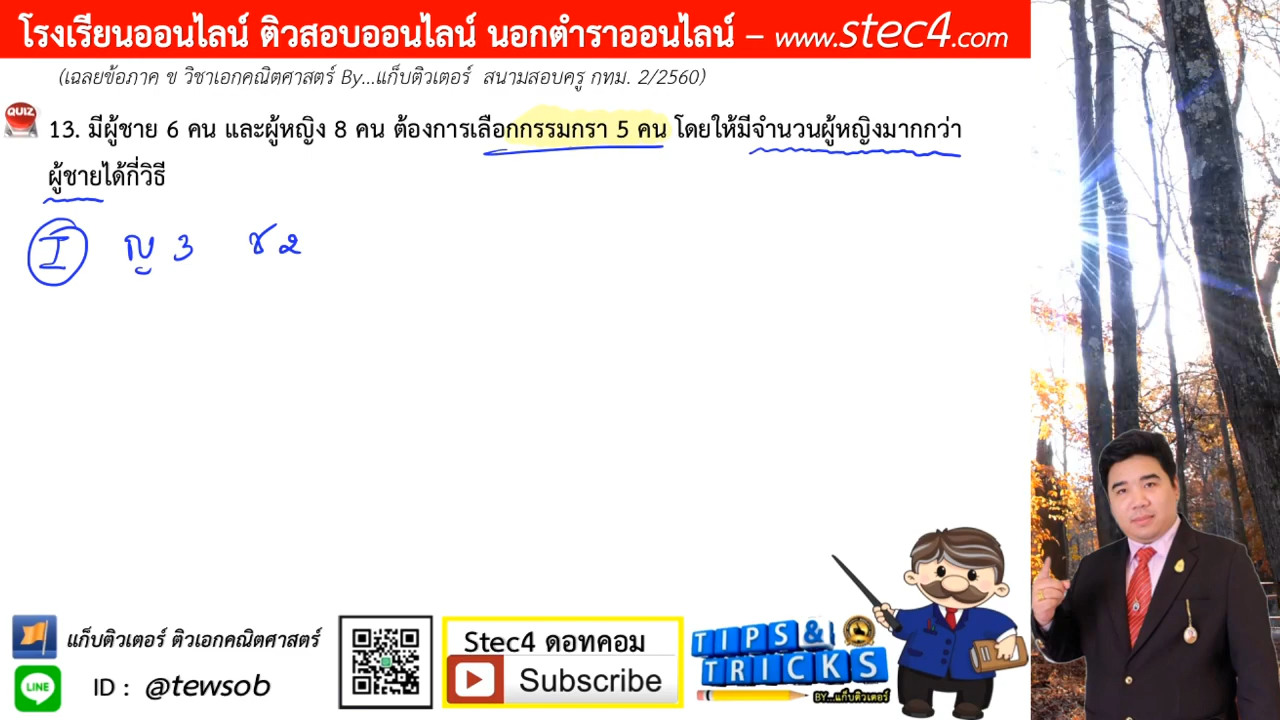 โรงเรียนออนไลน์ ติวสอบออนไลน์ นอกตำราออนไลน์ – www.stec4.com
(เฉลยข้อภาค ข วิชาเอกคณิตศาสตร์ By...แก็บติวเตอร์ สนามสอบครู กทม. 2/2560)
QUIZ
13. มีผู้ชาย 6 คน และผู้หญิง 8 คน ต้องการเลือกกรรมกรา 5 คน โดยให้มีจำนวนผู้หญิงมากกว่า
ผู้ชายได้กี่วิธี
I ญ 3 ช 2
แก็บติวเตอร์ ติวเอกคณิตศาสตร์
LINE
ID : @tewsob
Stec4 ดอทคอม
Subscribe
TIPS &
TRICKS
BY...แก็บติวเตอร์